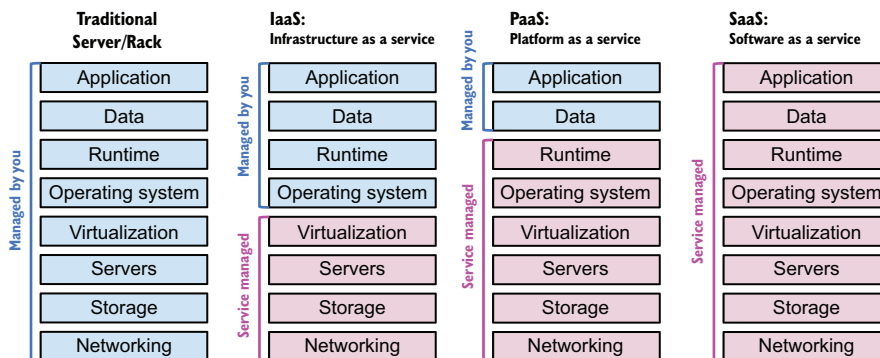 Traditional
Server/Rack
Managed by you
Application
Data
Runtime
Operating system
Virtualization
Servers
Storage
Networking
IaaS:
Infrastructure as a service
Managed by you
Service managed
Application
Data
Runtime
Operating system
Virtualization
Servers
Storage
Networking
PaaS:
Platform as a service
Managed by you
Service managed
Application
Data
Runtime
Operating system
Virtualization
Servers
Storage
Networking
SaaS:
Software as a service
Service managed
Application
Data
Runtime
Operating system
Virtualization
Servers
Storage
Networking